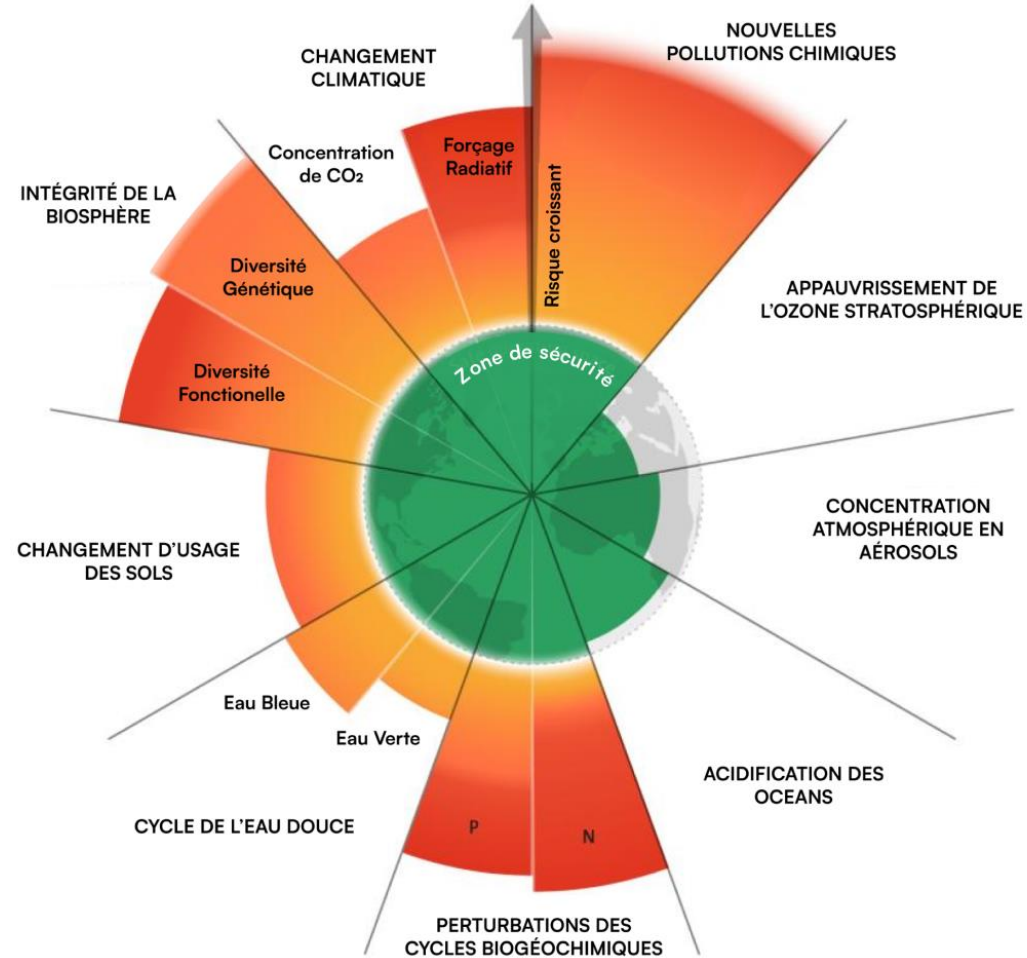 NOUVELLES
POLLUTIONS CHIMIQUES
CHANGEMENT
CLIMATIQUE
Forçage
Radiatif
Concentration
de CO₂
Risque croissant
INTÉGRITÉ DE LA
BIOSPHÈRE
Diversité
Génétique
APPAUVRISSEMENT DE
L'OZONE STRATOSPHÉRIQUE
Zone de sécurité
Diversité
Fonctionelle
CONCENTRATION
ATMOSPHÉRIQUE EN
AÉROSOLS
CHANGEMENT D'USAGE
DES SOLS
Eau Bleue
Eau Verte
ACIDIFICATION DES
OCEANS
CYCLE DE L'EAU DOUCE
P
N
PERTURBATIONS DES
CYCLES BIOGÉOCHIMIQUES